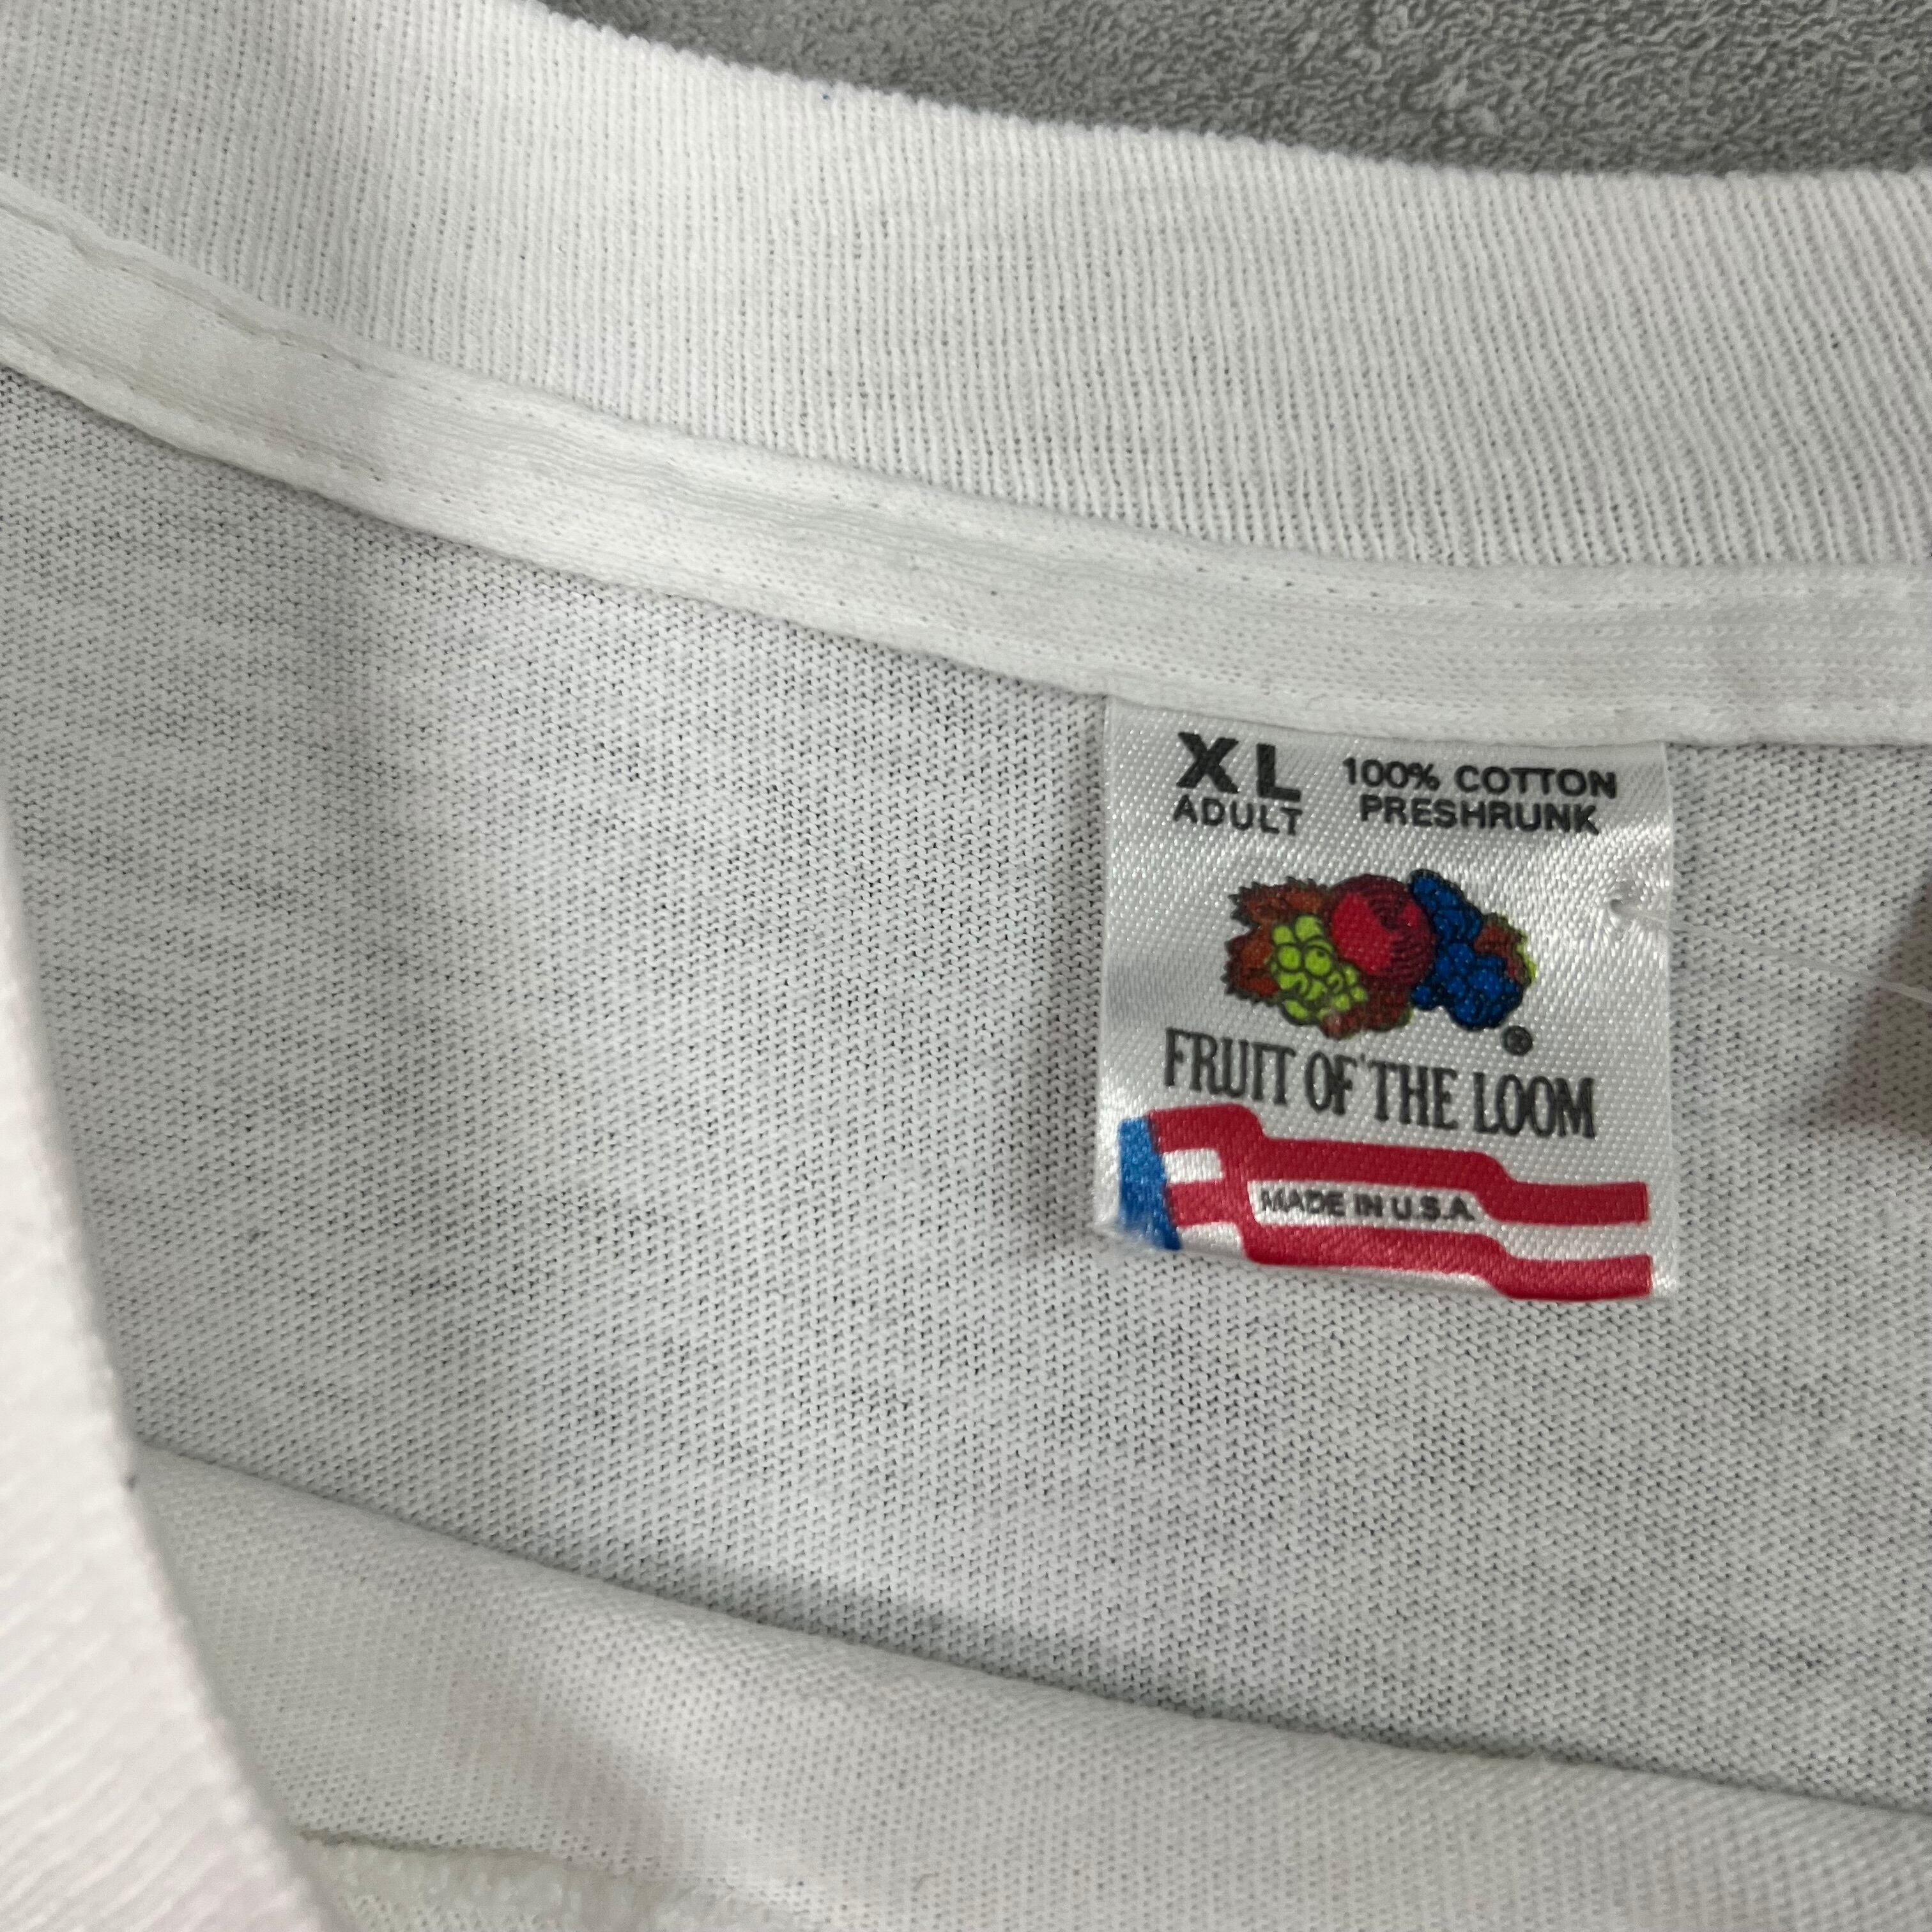 XL
ADULT
100% COTTON
PRESHRUNK
®
FRUIT OF THE LOOM
MADE IN U.S.A.